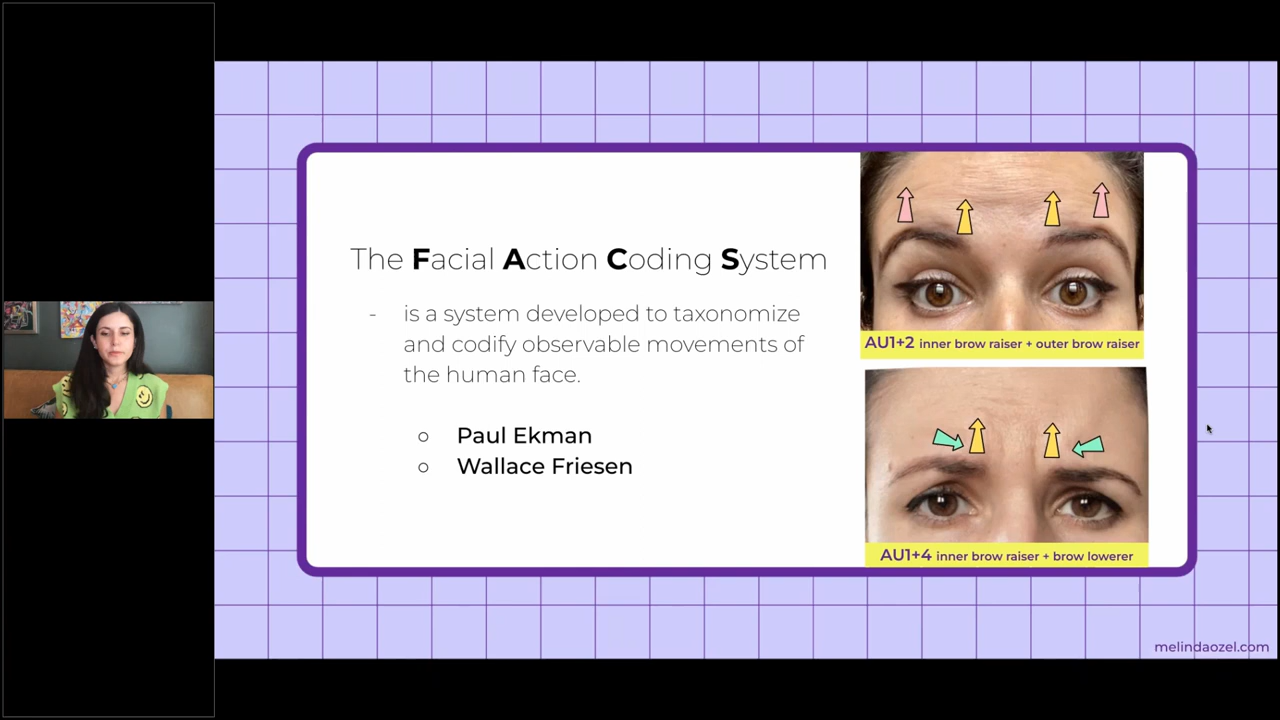 The Facial Action Coding System
- is a system developed to taxonomize
and codify observable movements of
the human face.
○ Paul Ekman
○ Wallace Friesen
AU1+2 inner brow raiser + outer brow raiser
AU1+4 inner brow raiser + brow lowerer
melindaozel.com